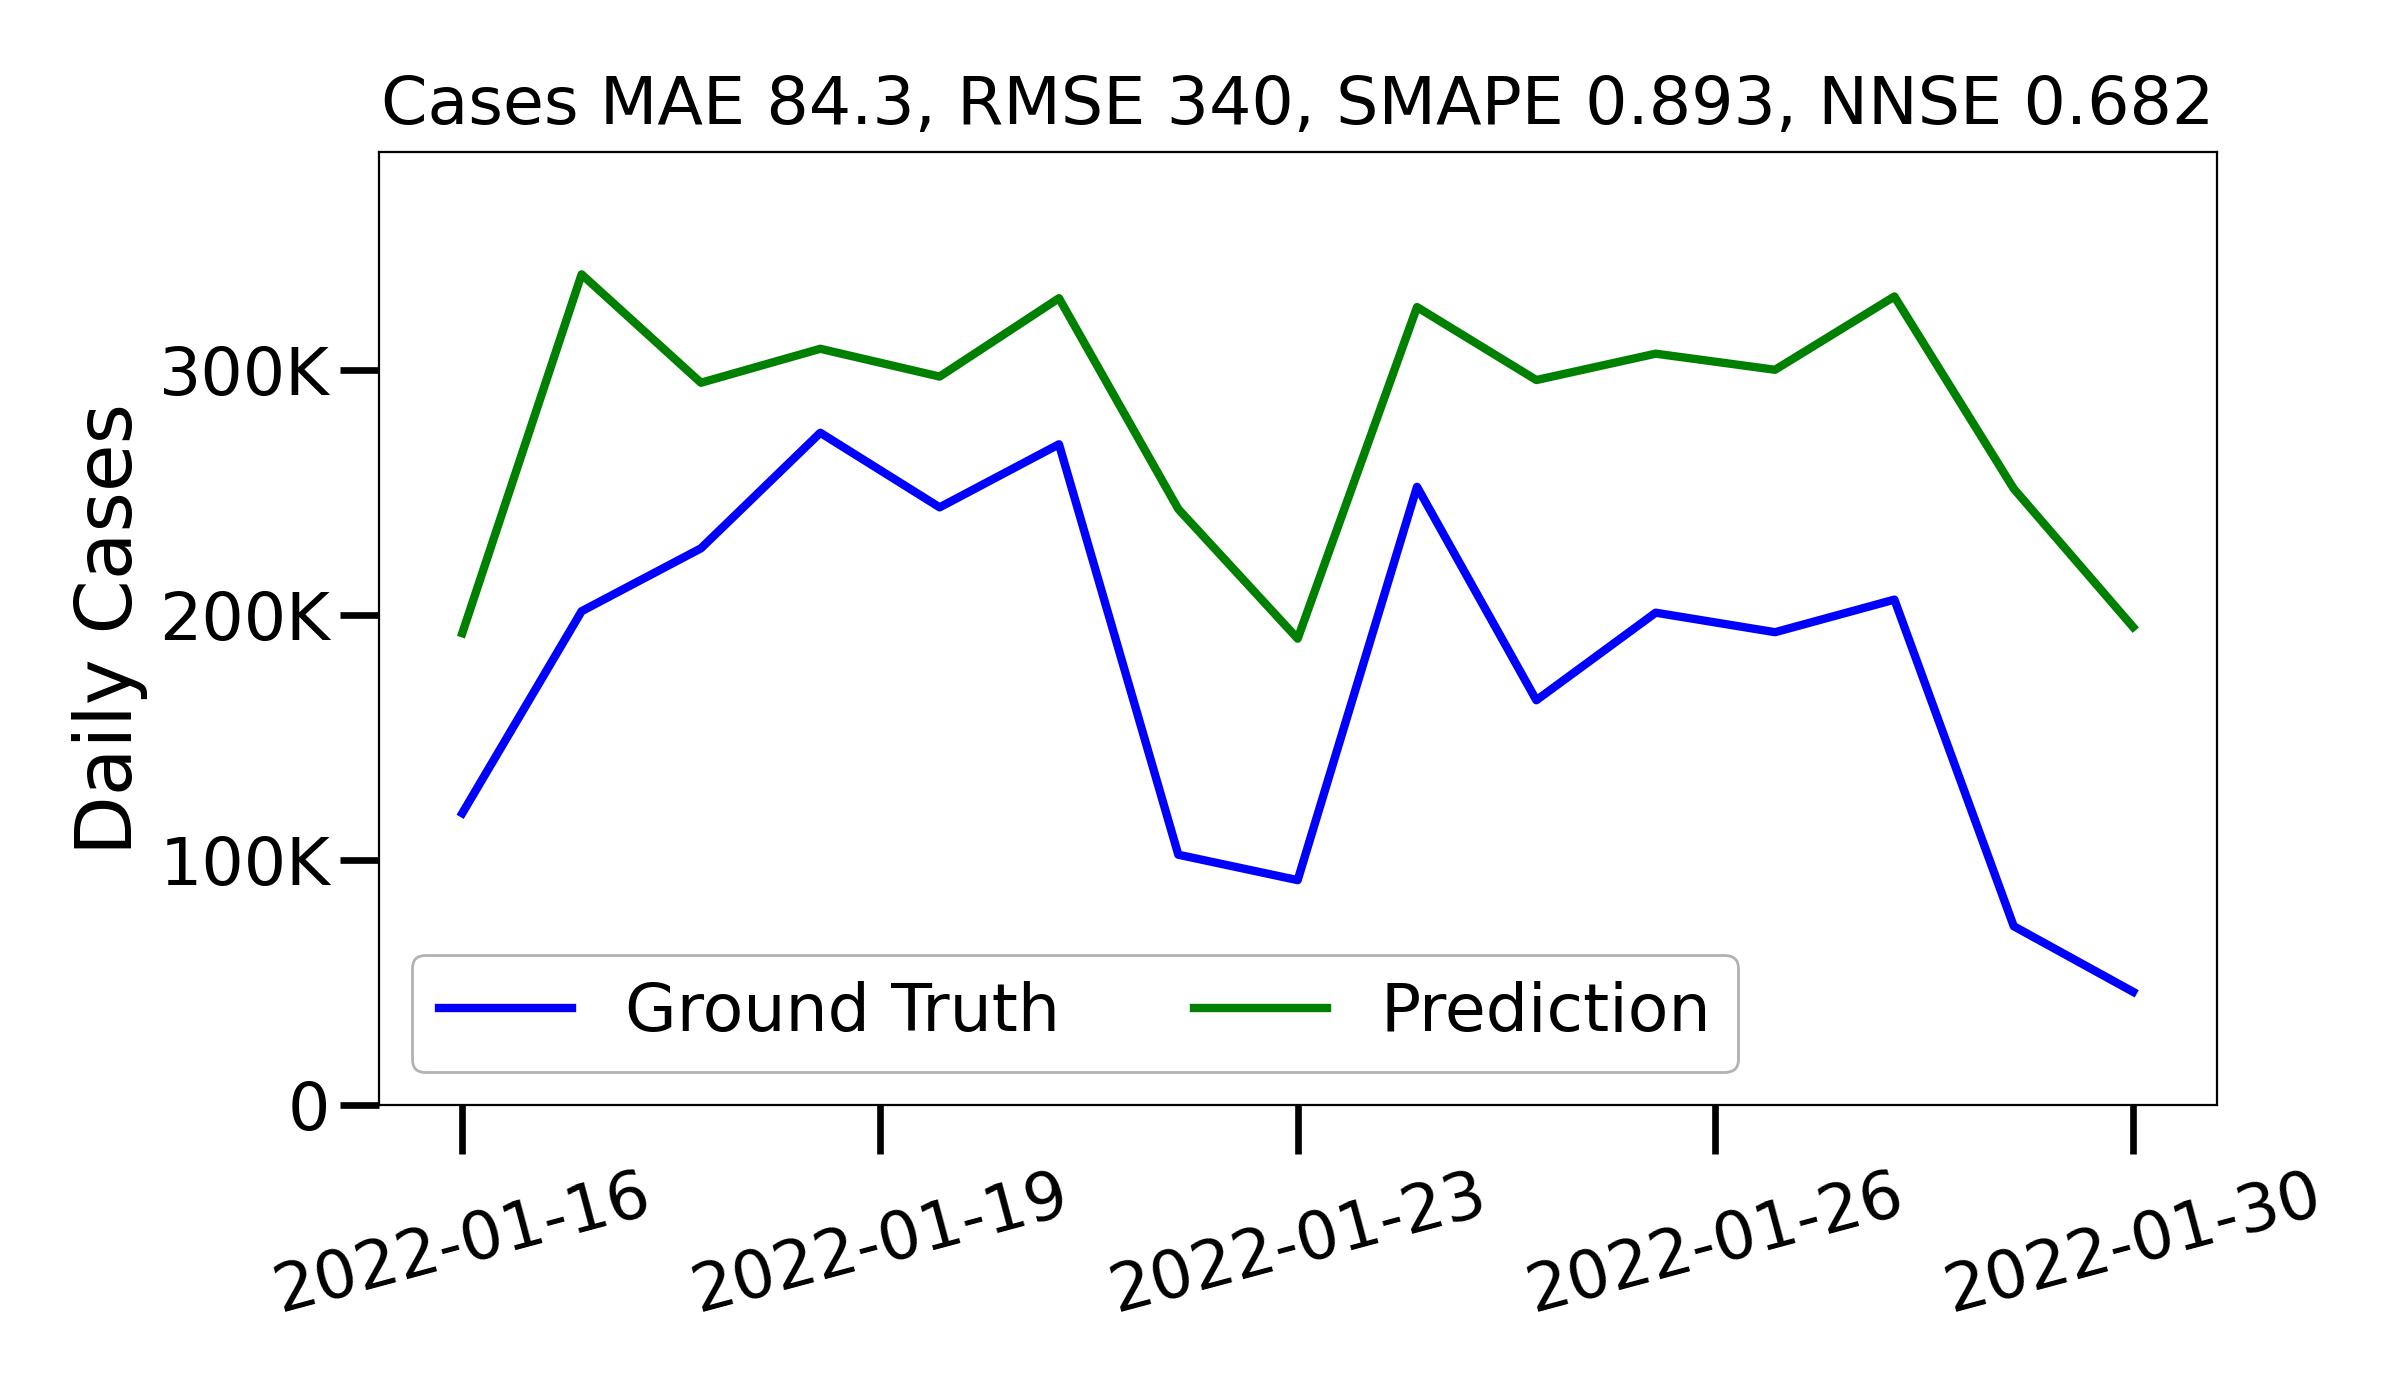 Cases MAE 84.3, RMSE 340, SMAPE 0.893, NNSE 0.682
Daily Cases
300K
200K
100K
0
Ground Truth
Prediction
2022-01-16
2022-01-19
2022-01-23
2022-01-26
2022-01-30